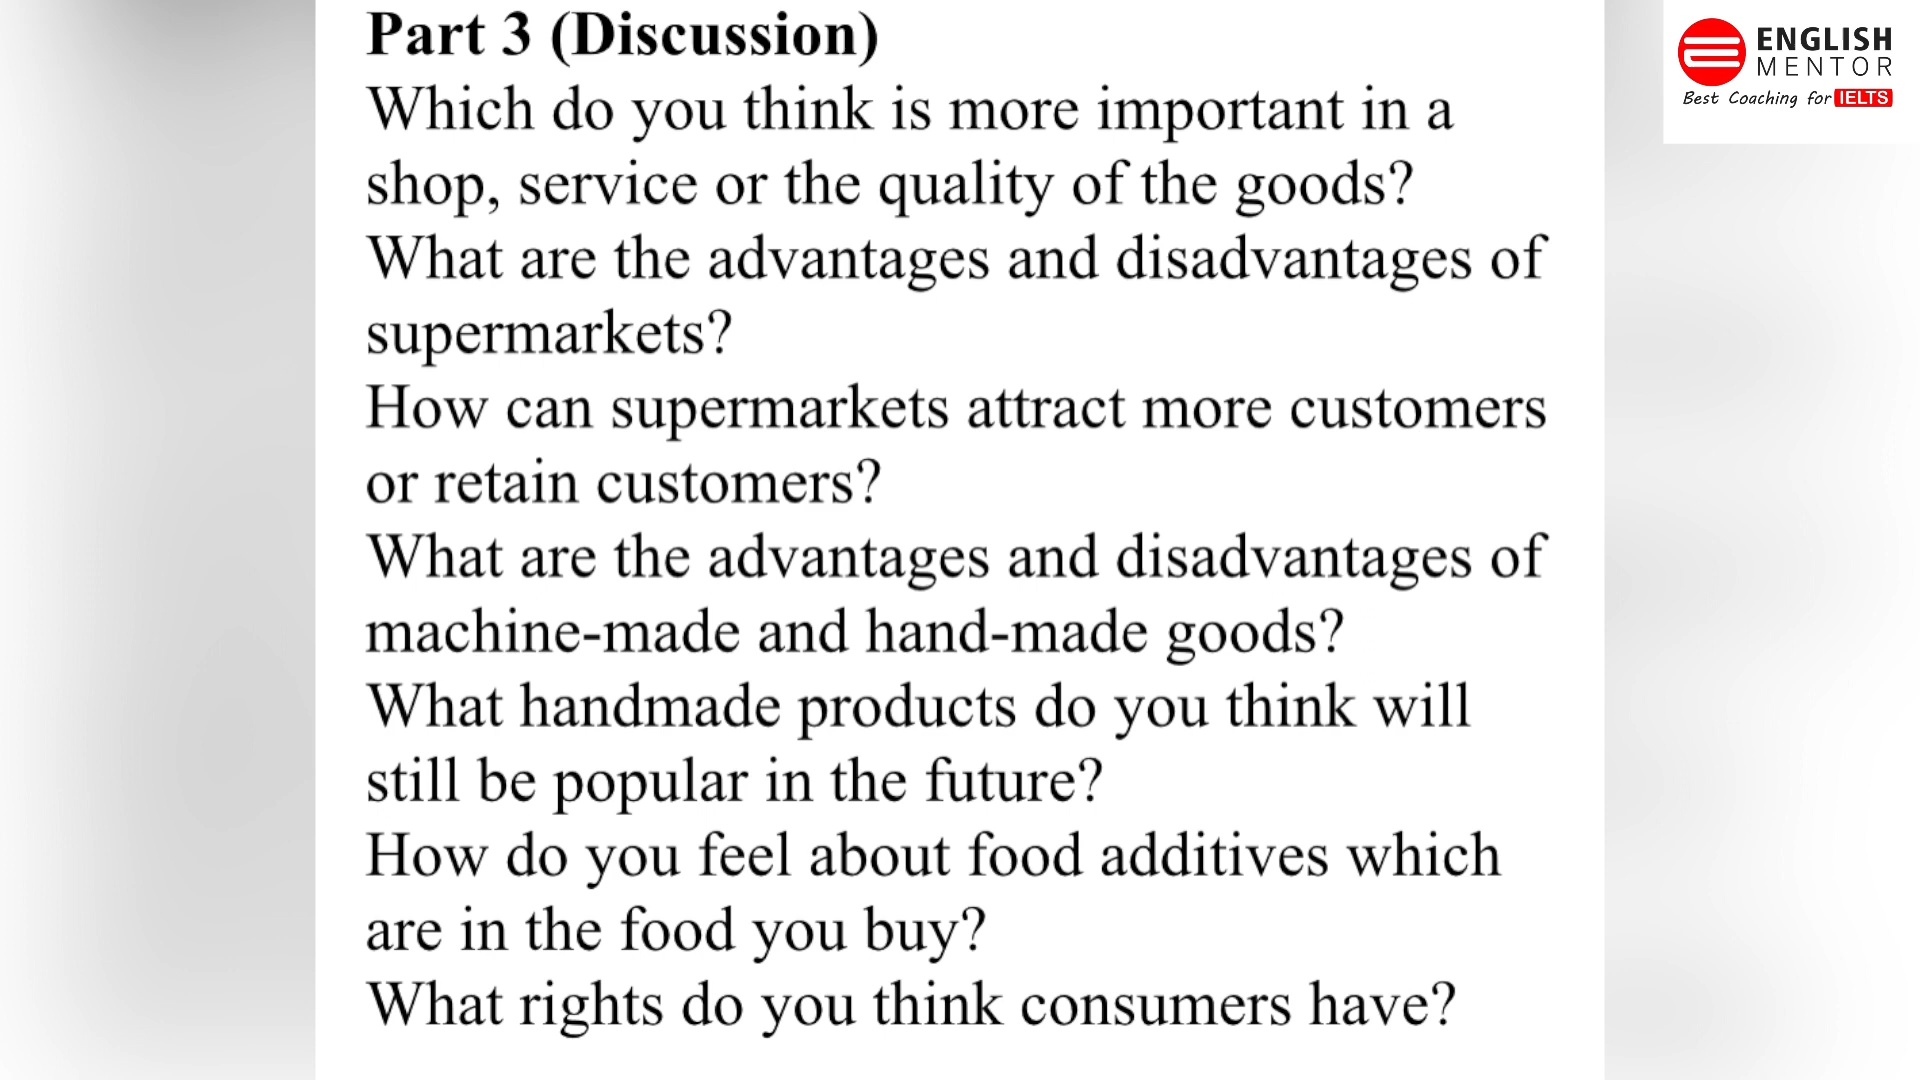 Part 3 (Discussion)
Which do you think is more important in a
shop, service or the quality of the goods?
What are the advantages and disadvantages of
supermarkets?
How can supermarkets attract more customers
or retain customers?
What are the advantages and disadvantages of
machine-made and hand-made goods?
What handmade products do you think will
still be popular in the future?
How do you feel about food additives which
are in the food you buy?
What rights do you think consumers have?
ENGLISH
MENTOR
Best Coaching for IELTS